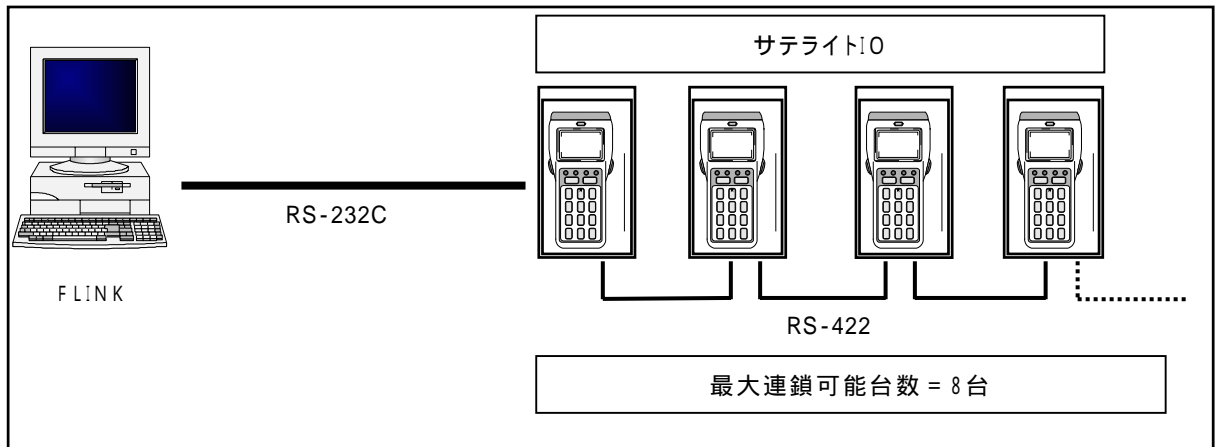 サテライトIO
RS-232C
FLINK
RS-422
最大連鎖可能台数 = 8台